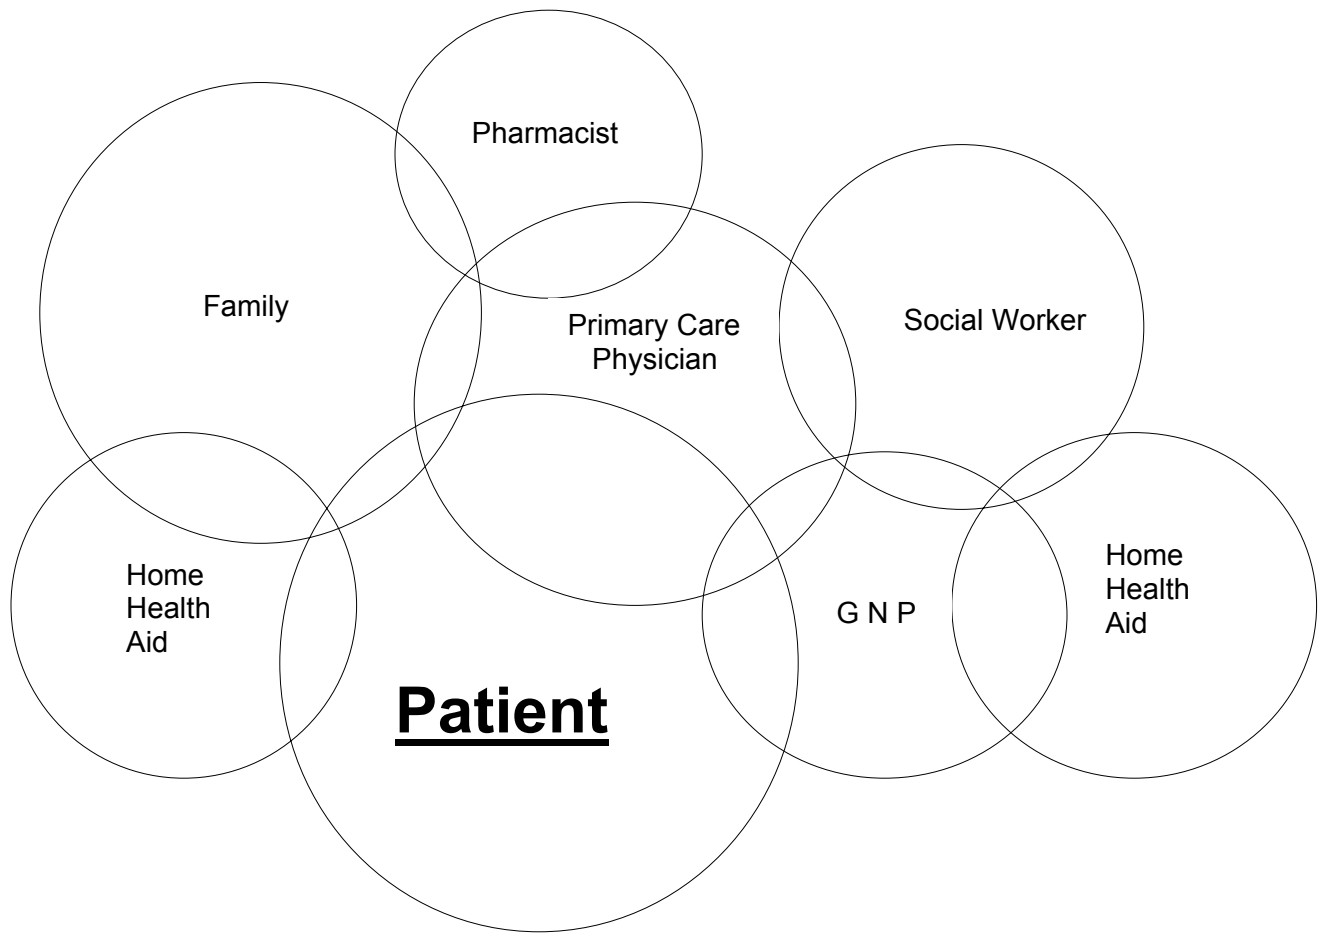 Pharmacist
Family
Primary Care
Physician
Social Worker
Home
Health
Aid
Patient
G N P
Home
Health
Aid